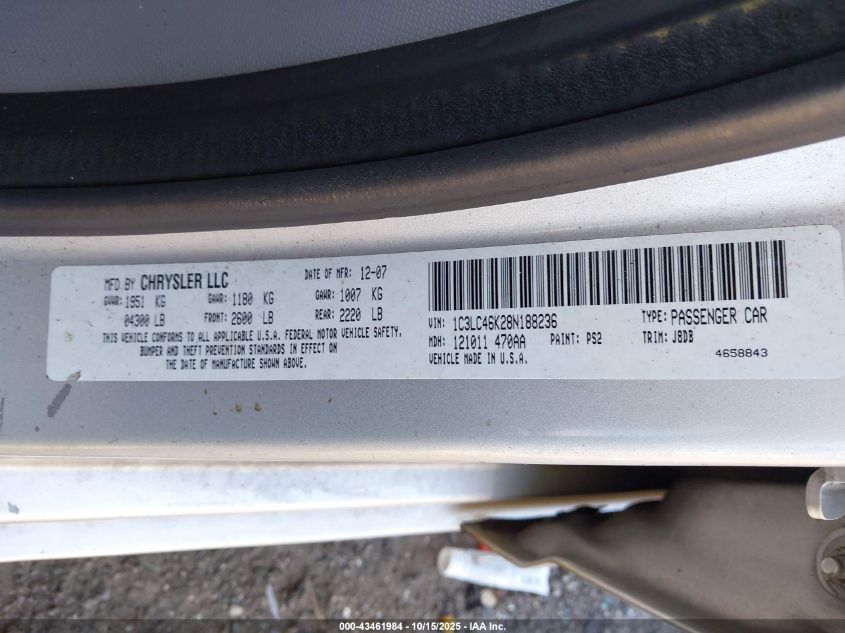 MFD BY CHRYSLER LLC DATE OF MFR: 12-07
GVWR: 1951 KG GAWR: 1180 KG GAWR: 1007 KG
04300 LB FRONT: 2600 LB REAR: 2220 LB
THIS VEHICLE CONFORMS TO ALL APPLICABLE U.S.A. FEDERAL MOTOR VEHICLE SAFETY,
BUMPER AND THEFT PREVENTION STANDARDS IN EFFECT ON
THE DATE OF MANUFACTURE SHOWN ABOVE.
VIN: 1C3LC46K28N188236 TYPE: PASSENGER CAR
MDH: 121011 470AA PAINT: PS2 TRIM: J8DB
VEHICLE MADE IN U.S.A. 4658843
000-43461984 - 10/15/2025 - IAA Inc.